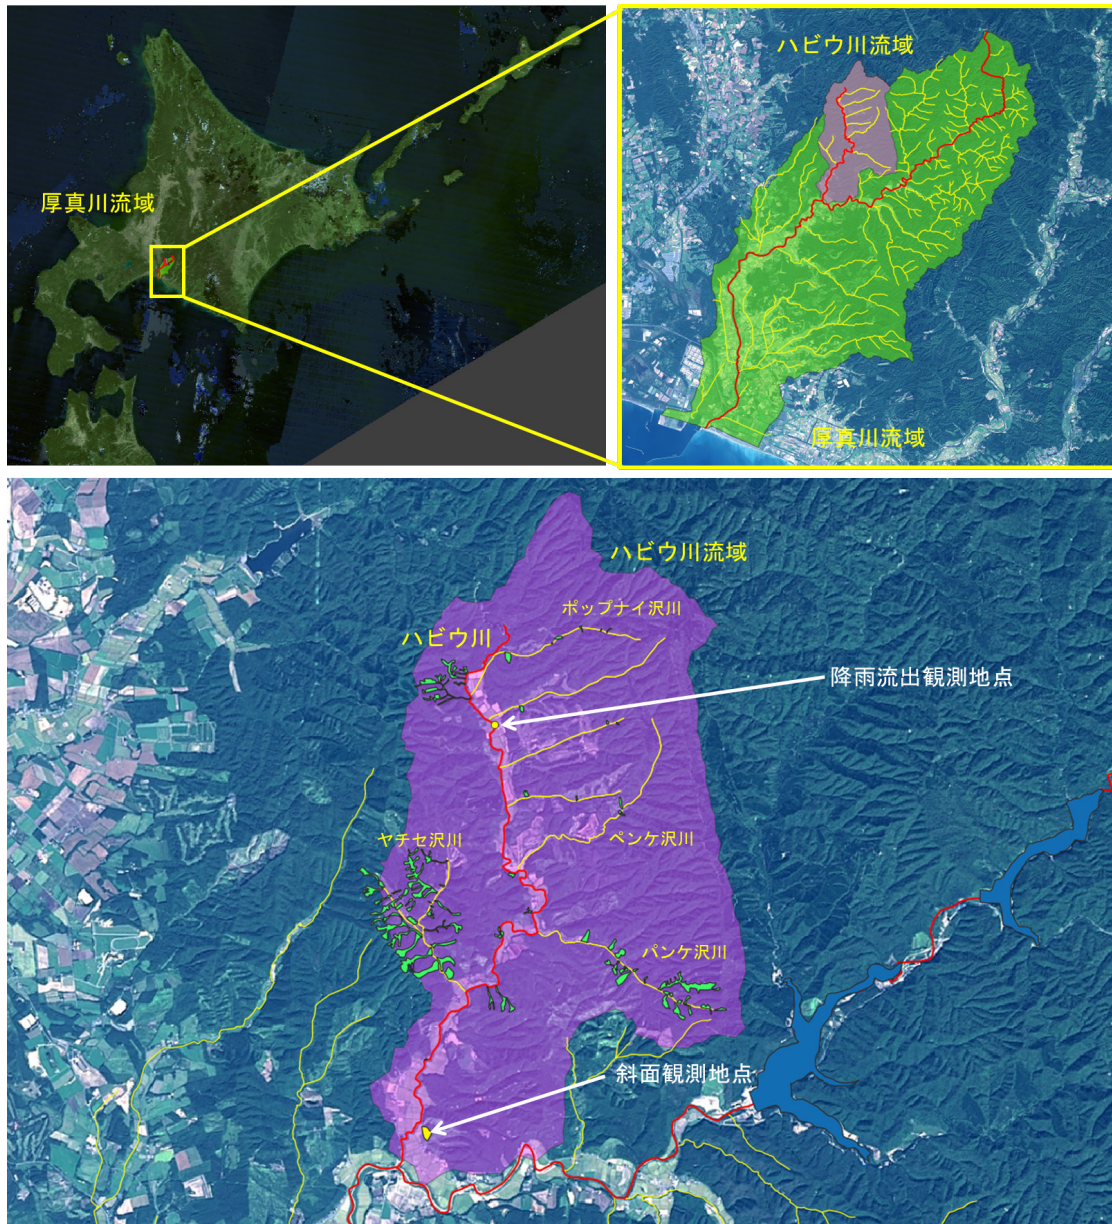 厚真川流域
ハビウ川流域
厚真川流域
ハビウ川流域
ポップナイ沢川
ハビウ川
降雨流出観測地点
ヤチセ沢川
ペンケ沢川
パンケ沢川
斜面観測地点